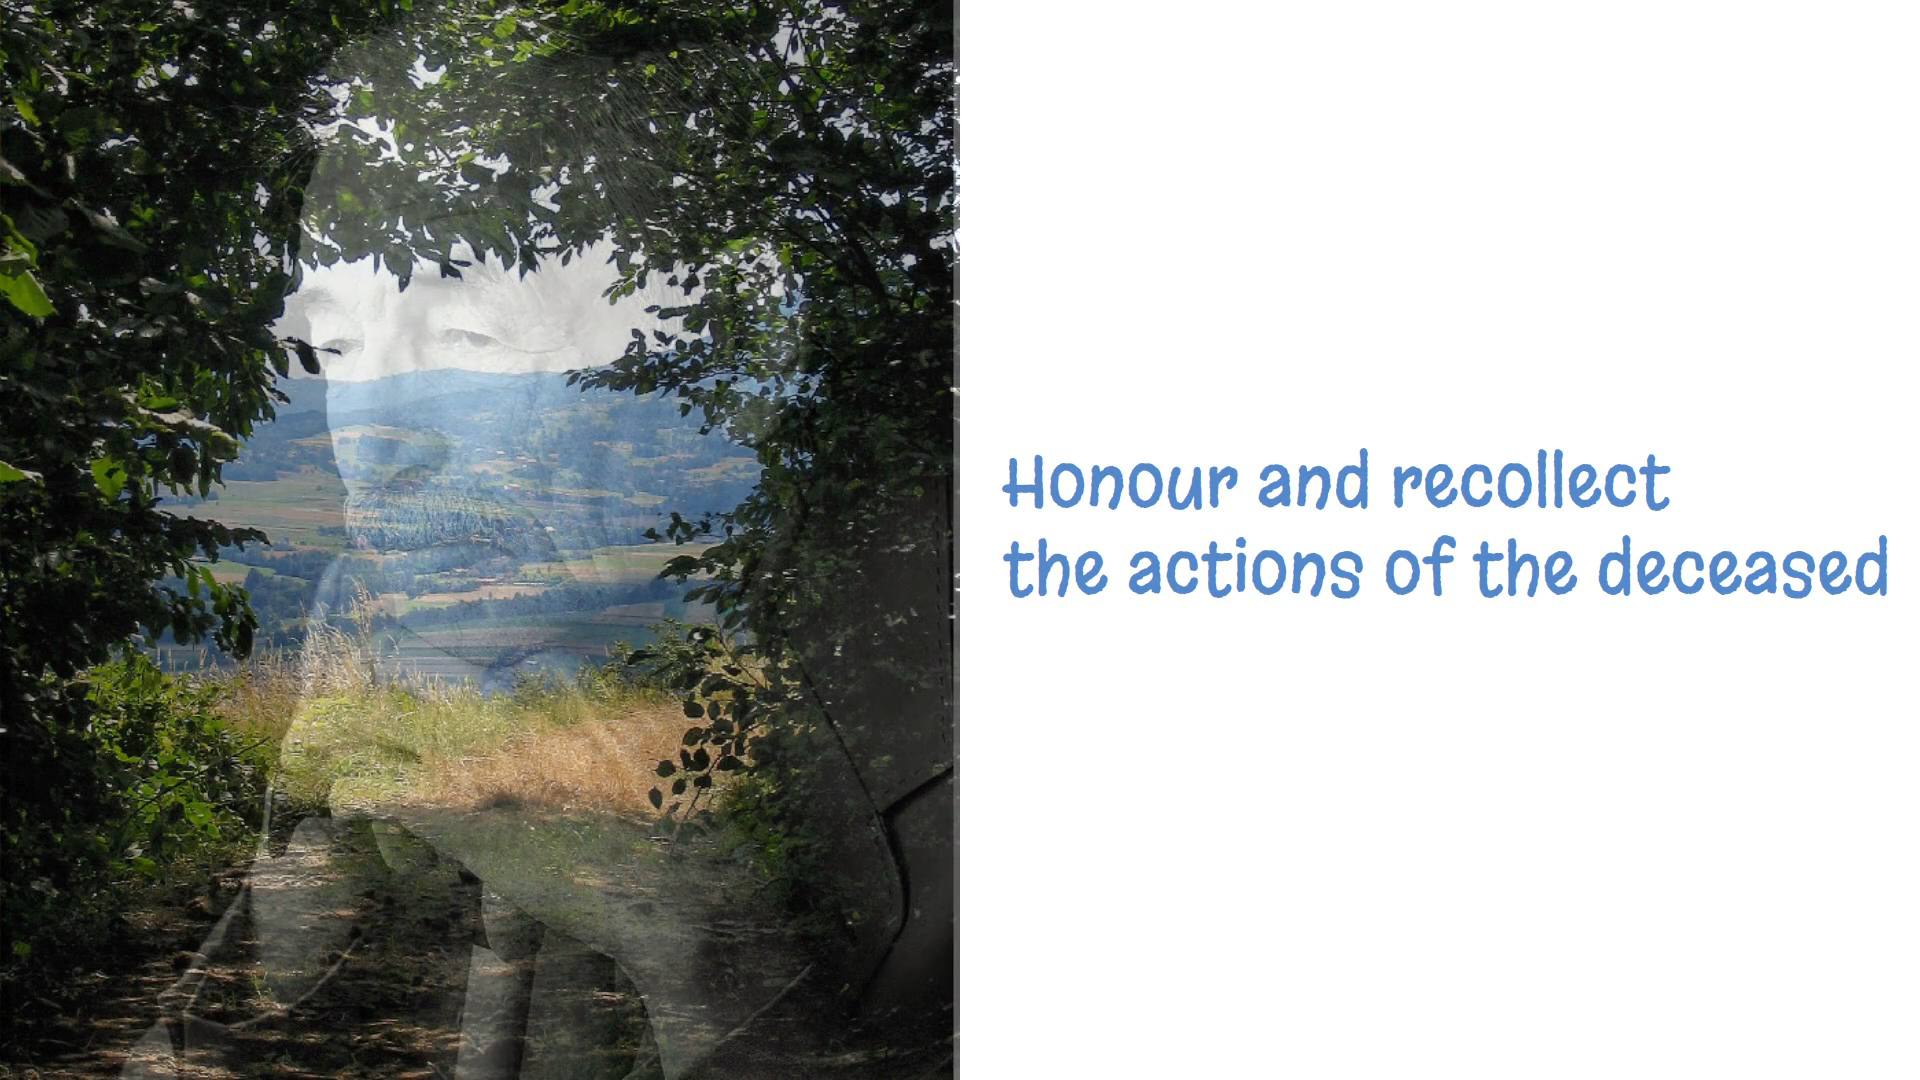 Honour and recollect
the actions of the deceased